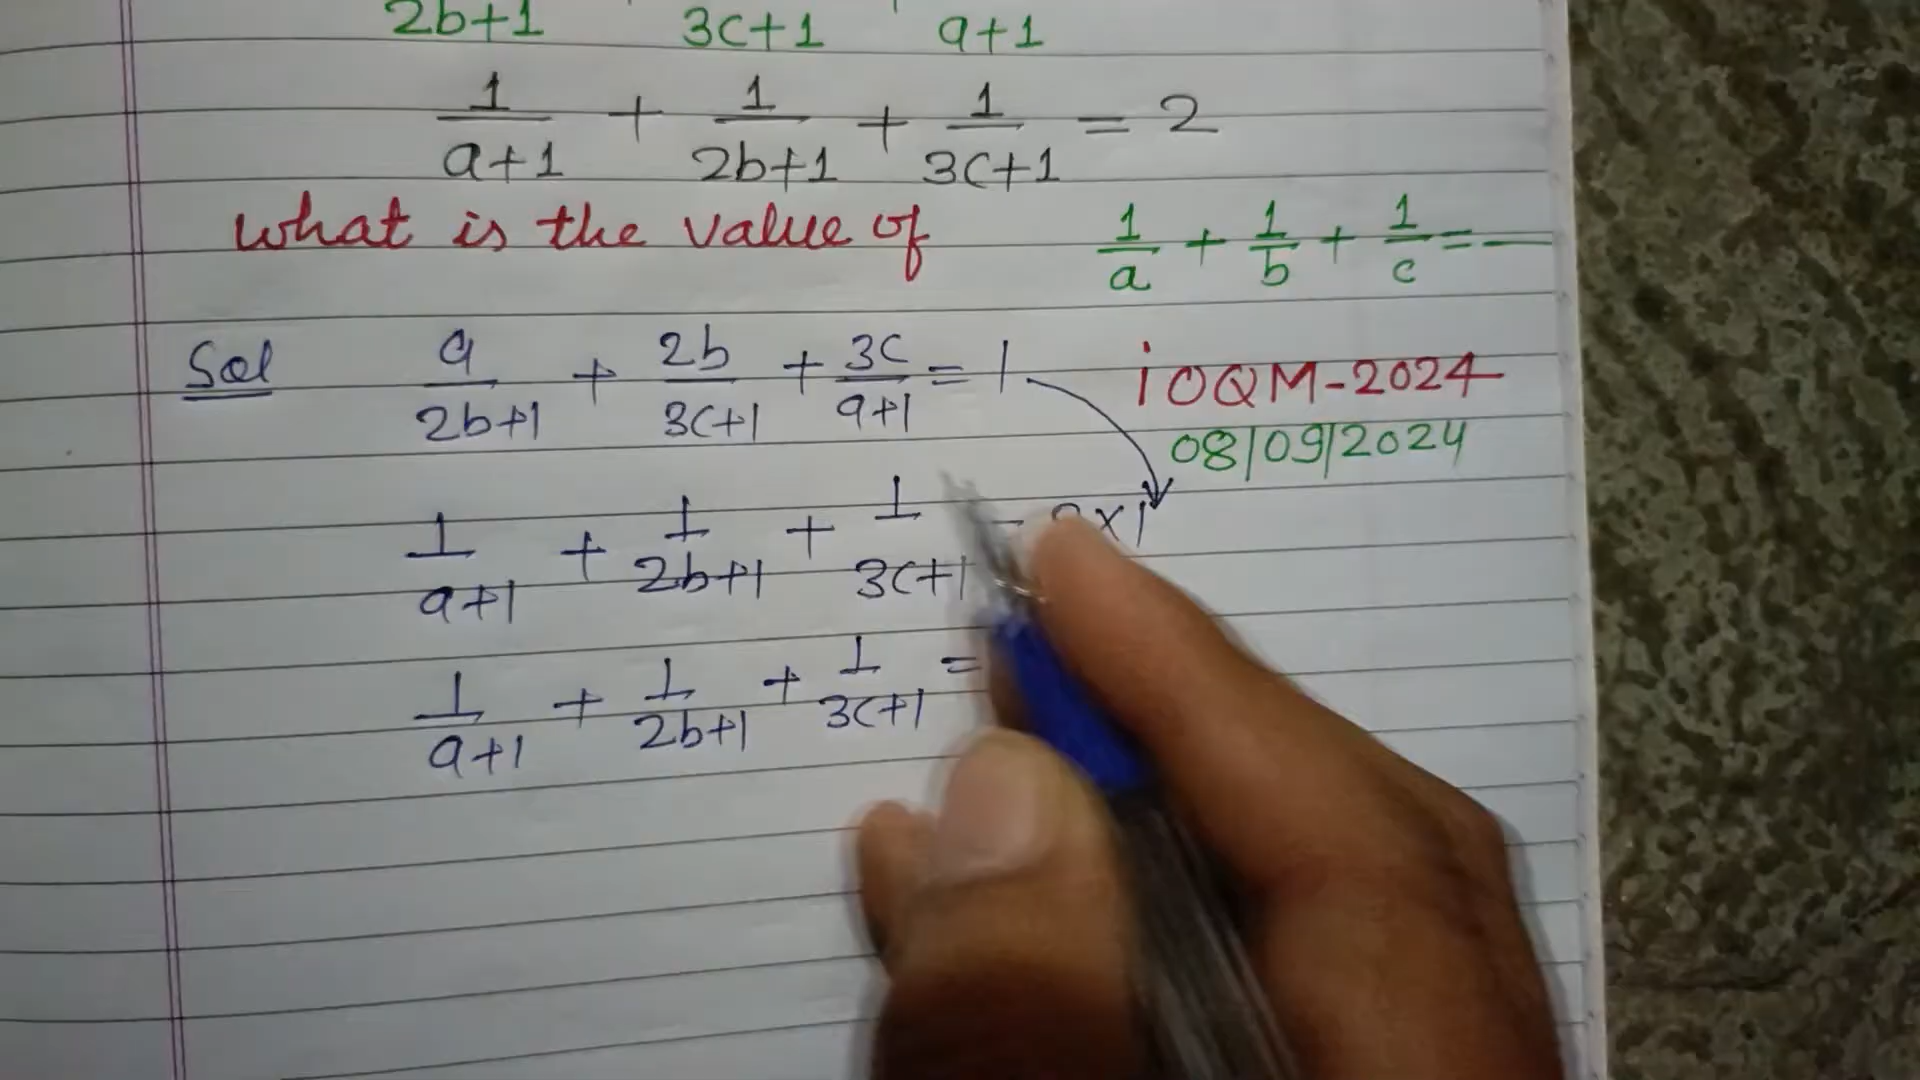 2b+1 3c+1 a+1
1/(a+1) + 1/(2b+1) + 1/(3c+1) = 2
What is the value of 1/a + 1/b + 1/c = —
Sol a/(2b+1) + 2b/(3c+1) + 3c/(a+1) = 1
iOQM-2024
08/09/2024
1/(a+1) + 1/(2b+1) + 1/(3c+1) = 2×1
1/(a+1) + 1/(2b+1) + 1/(3c+1) =